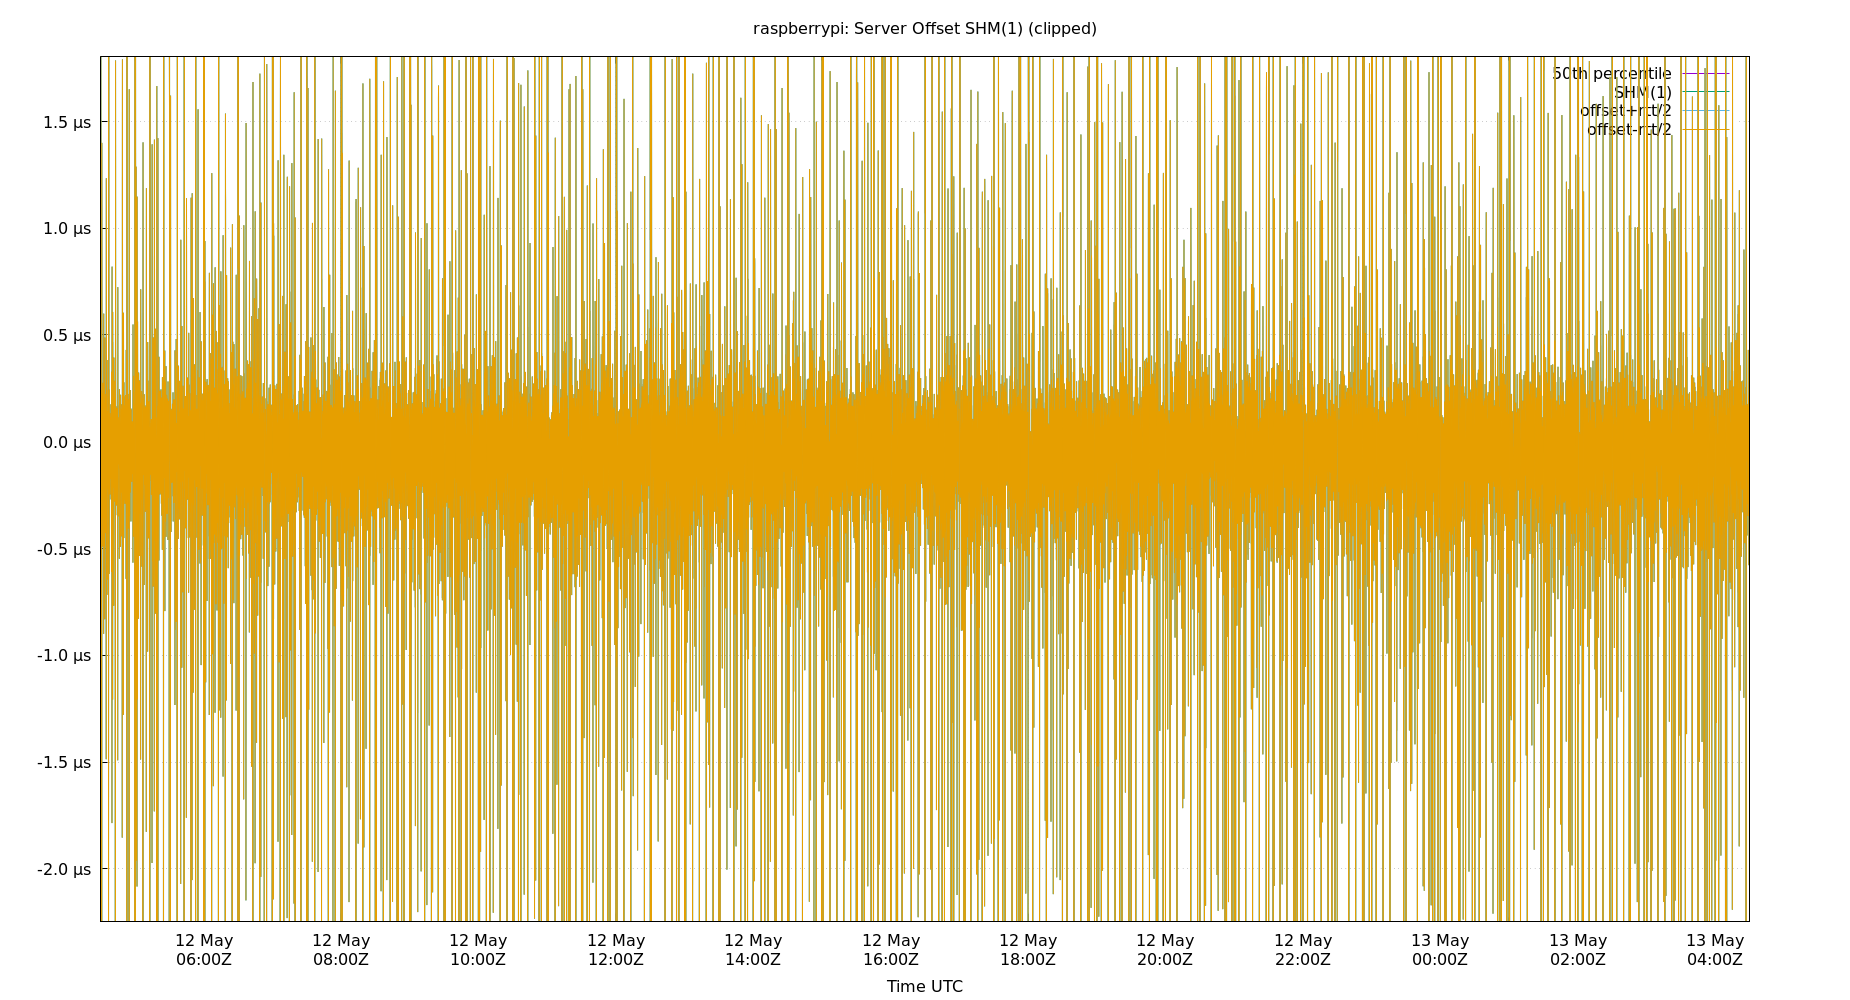 raspberrypi: Server Offset SHM(1) (clipped)
50th percentile
SHM(1)
offset+rtt/2
offset-rtt/2
1.5 µs
1.0 µs
0.5 µs
0.0 µs
-0.5 µs
-1.0 µs
-1.5 µs
-2.0 µs
12 May 12 May 12 May 12 May 12 May 12 May 12 May 12 May 12 May 13 May 13 May 13 May
06:00Z 08:00Z 10:00Z 12:00Z 14:00Z 16:00Z 18:00Z 20:00Z 22:00Z 00:00Z 02:00Z 04:00Z
Time UTC